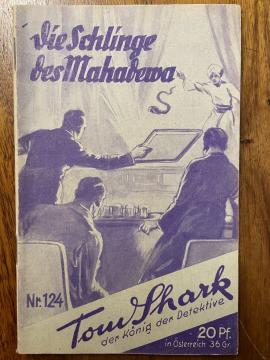 Die Schlinge
des Mahadewa
Nr. 124
Tom Shark
der König der Detektive
20 Pf.
in Österreich 36 Gr.